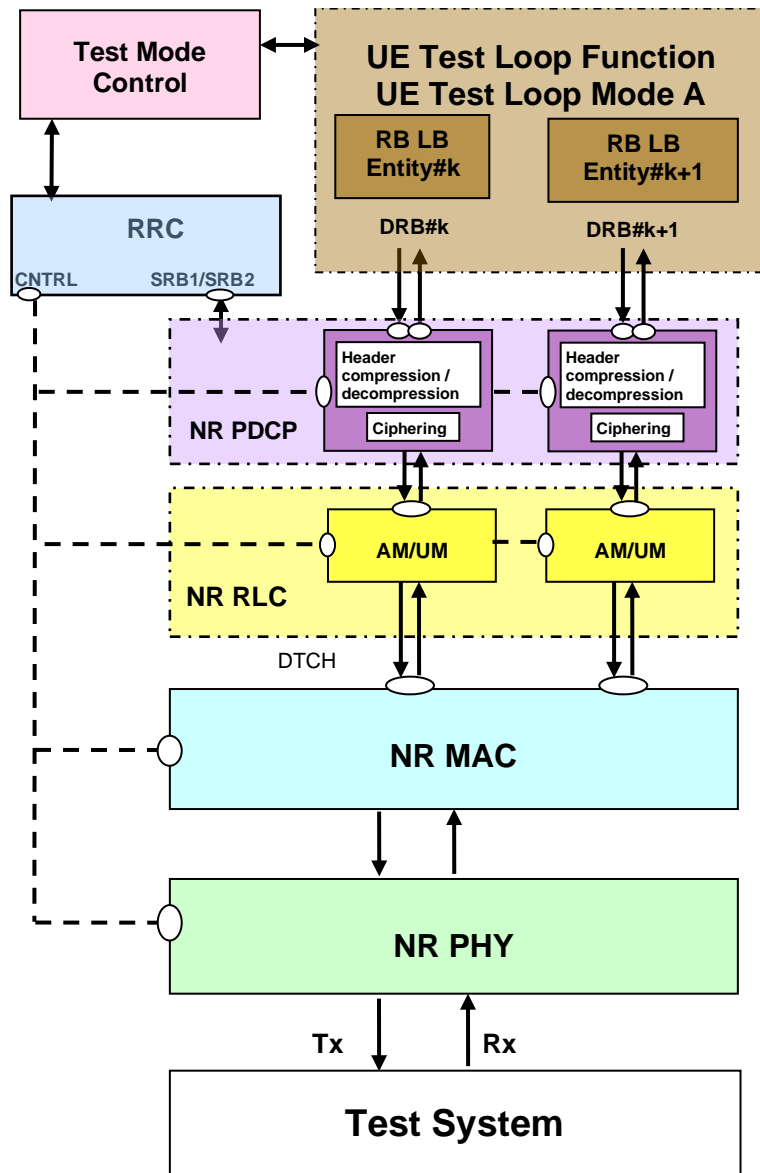 Test Mode
Control
UE Test Loop Function
UE Test Loop Mode A
RB LB
Entity#k
RB LB
Entity#k+1
RRC
CNTRL
SRB1/SRB2
DRB#k
DRB#k+1
Header
compression /
decompression
Ciphering
Header
compression /
decompression
Ciphering
NR PDCP
AM/UM
AM/UM
NR RLC
DTCH
NR MAC
NR PHY
Tx
Rx
Test System